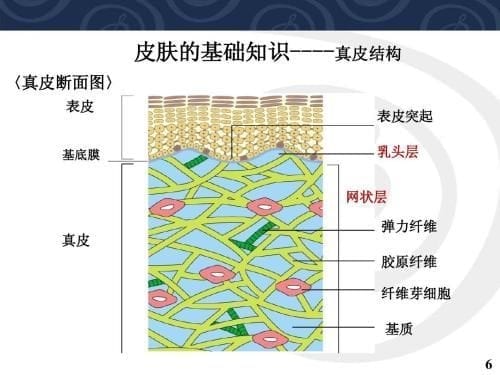 皮肤的基础知识----真皮结构
〈真皮断面图〉
表皮
表皮突起
基底膜
乳头层
网状层
弹力纤维
真皮
胶原纤维
纤维芽细胞
基质
6